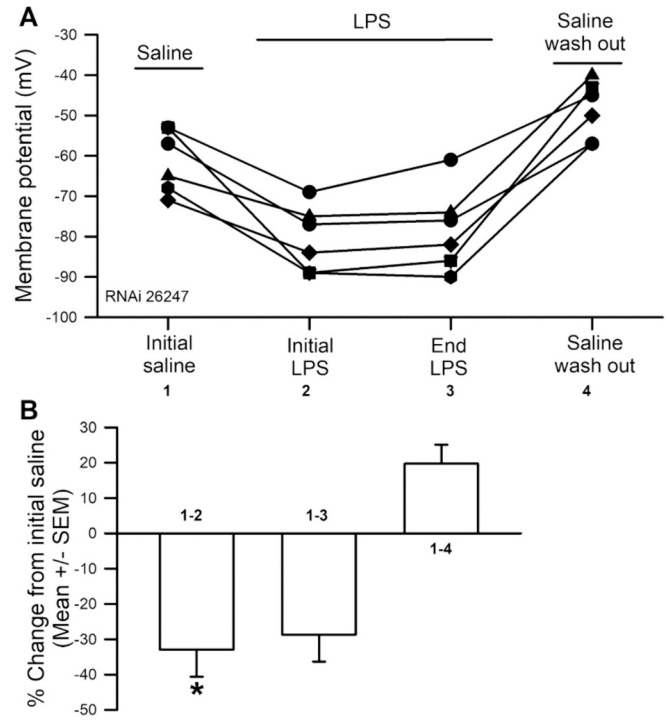 A
LPS
Saline
Saline
wash out
Membrane potential (mV)
-30
-40
-50
-60
-70
-80
-90
-100
RNAi 26247
Initial
saline
1
Initial
LPS
2
End
LPS
3
Saline
wash out
4
B
% Change from initial saline
(Mean +/- SEM)
30
20
10
0
-10
-20
-30
-40
-50
1-2
1-3
1-4
*